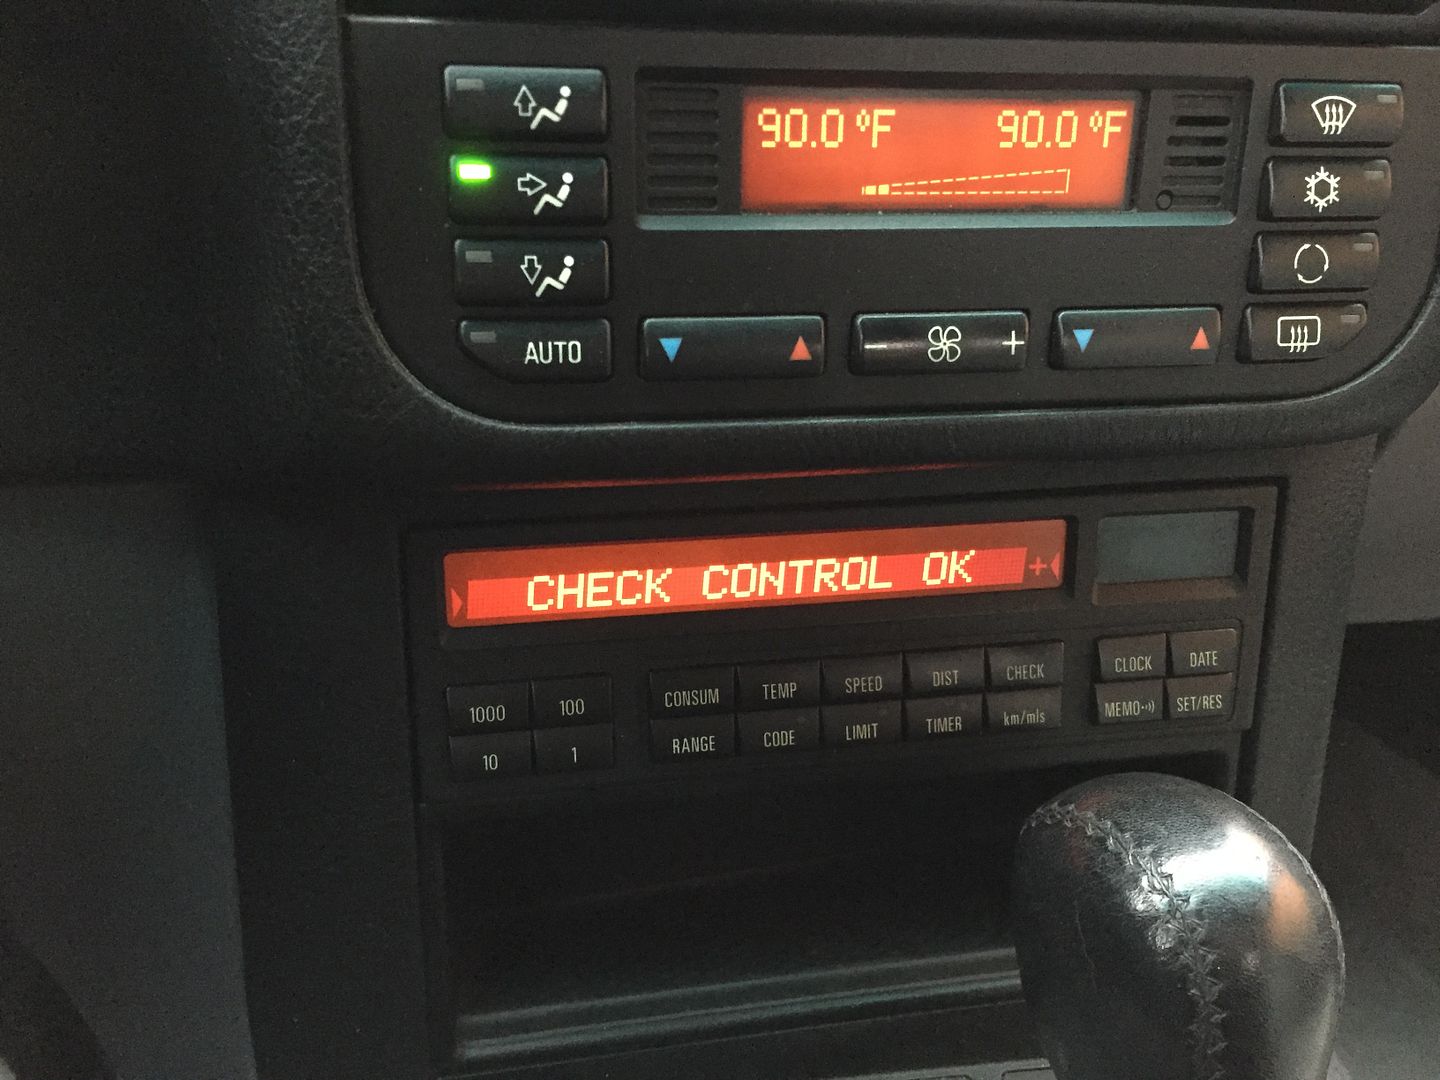 90.0 °F 90.0 °F
AUTO
- +
CHECK CONTROL OK +
1000 100
10 1
CONSUM TEMP SPEED DIST CHECK
RANGE CODE LIMIT TIMER km/mls
CLOCK DATE
MEMO SET/RES